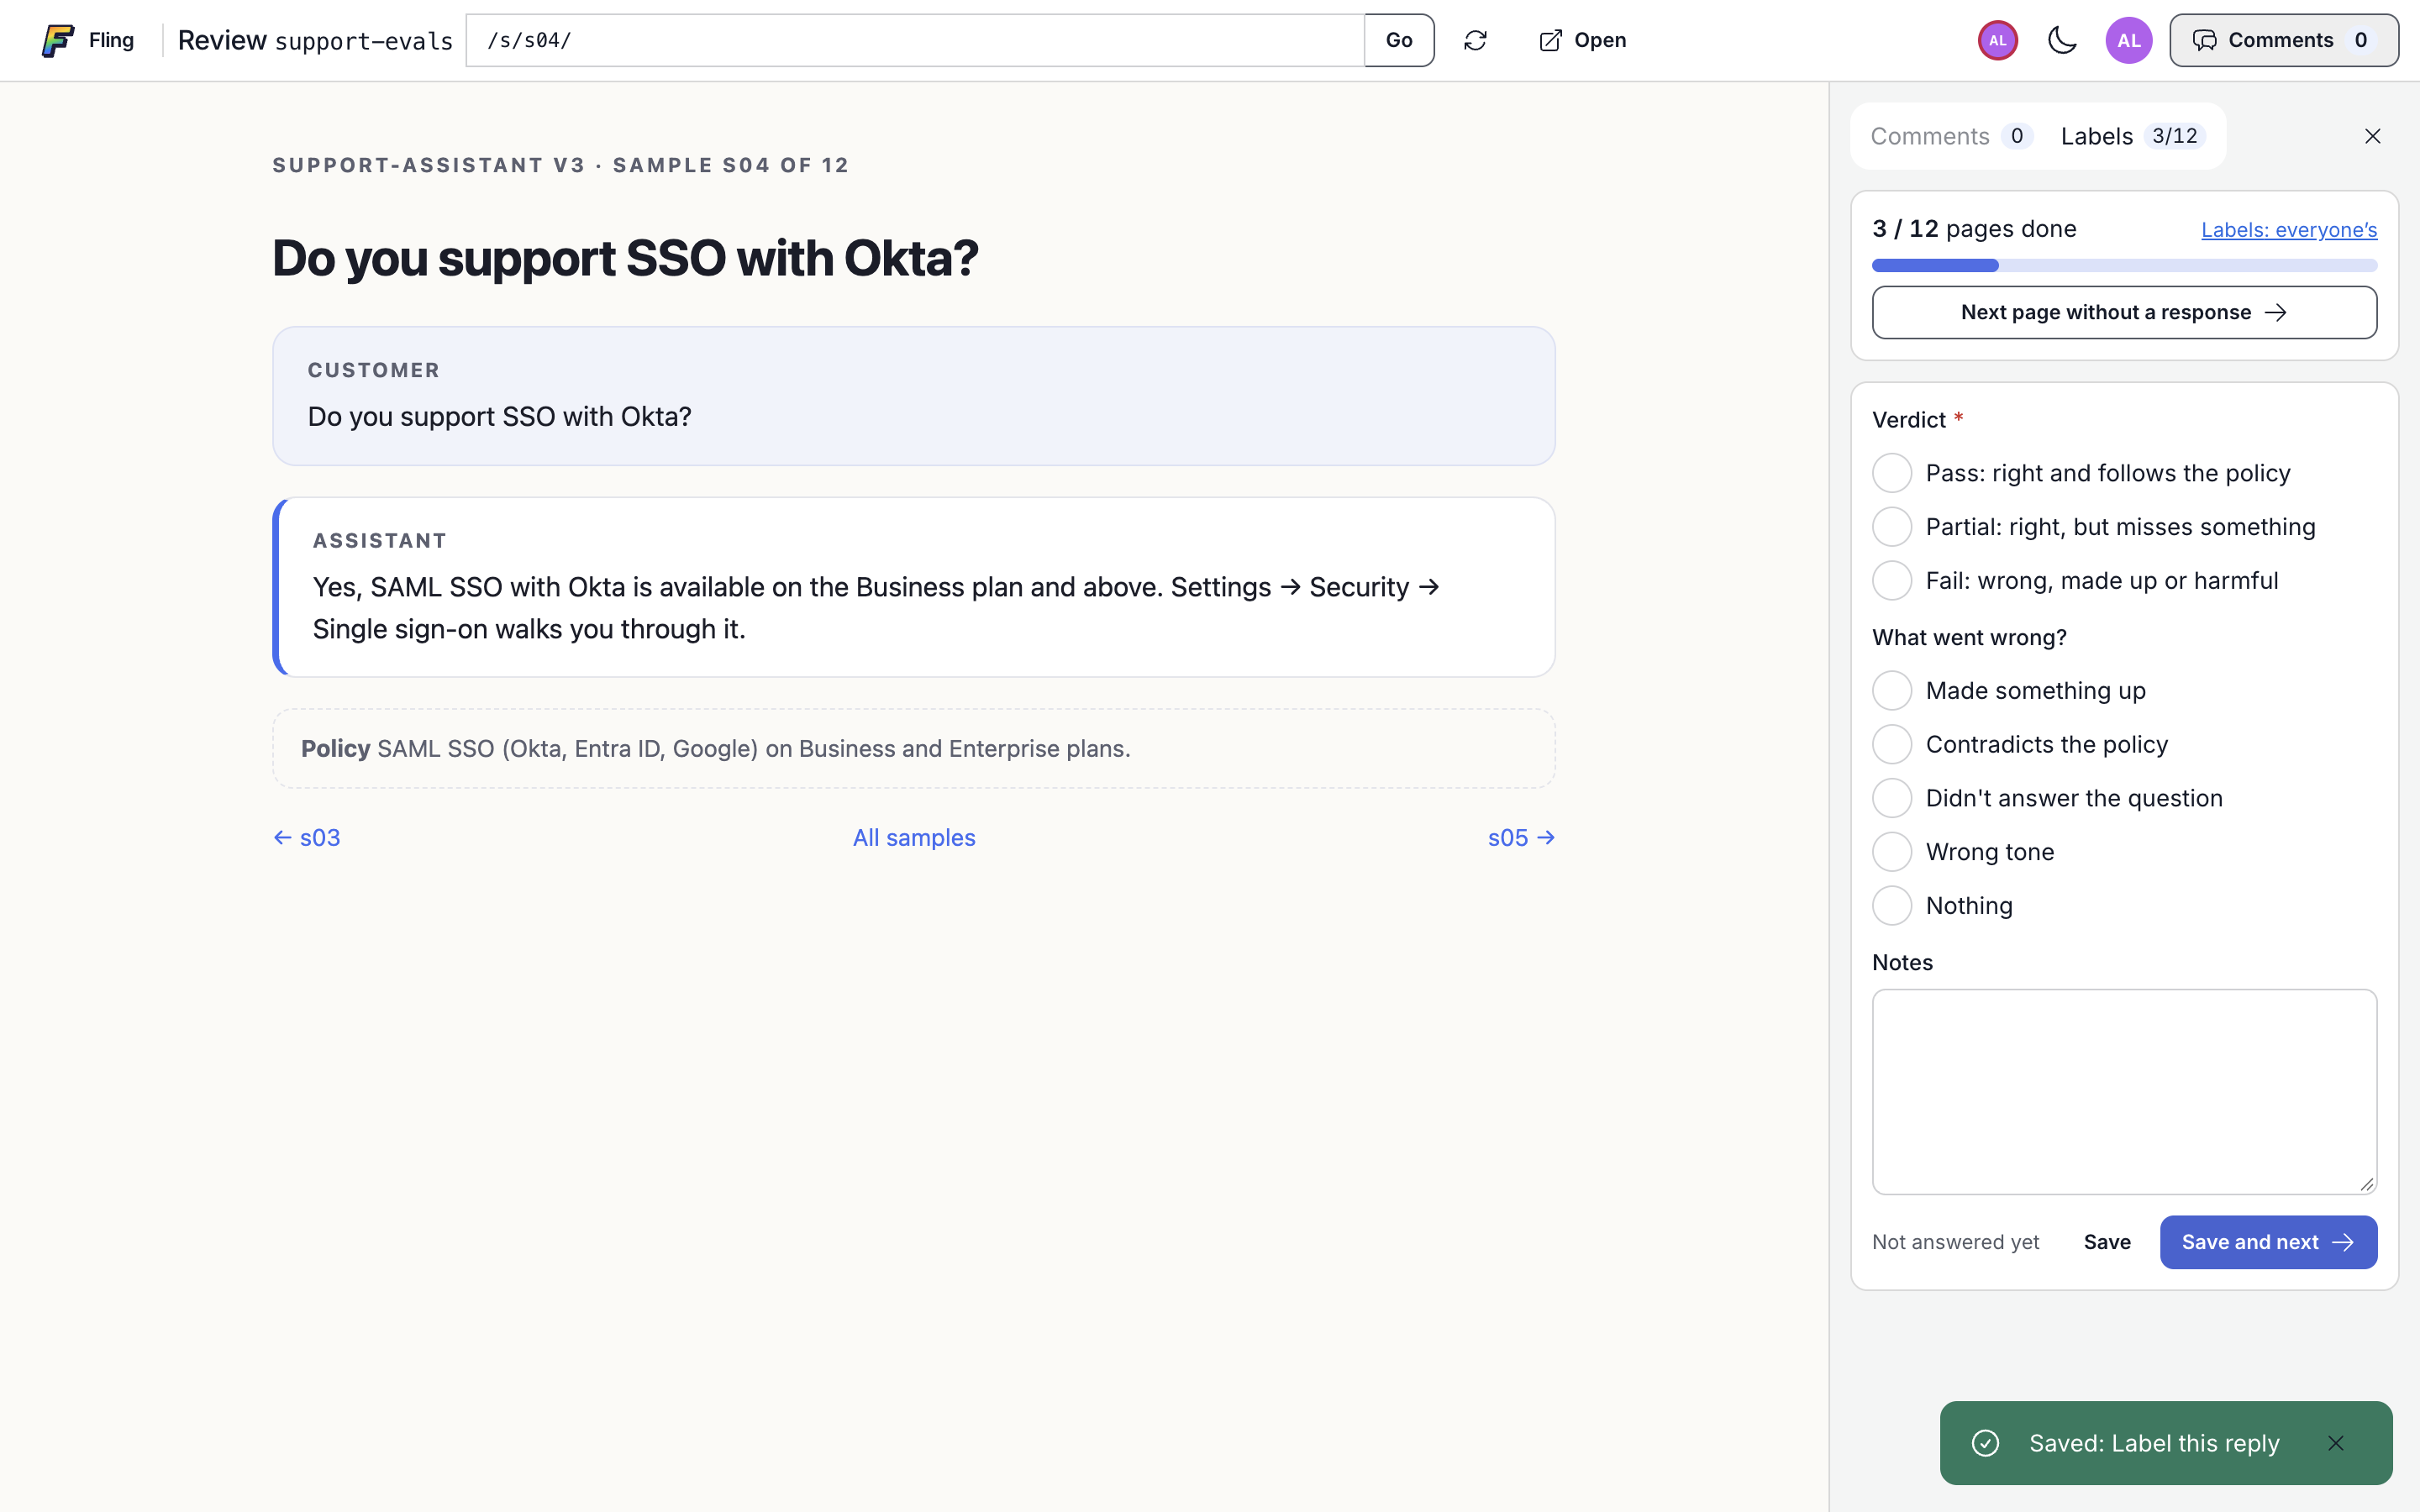 Fling
Review support-evals
/s/s04/
Go
Open
AL
AL
Comments 0
SUPPORT-ASSISTANT V3 · SAMPLE S04 OF 12
Do you support SSO with Okta?
CUSTOMER
Do you support SSO with Okta?
ASSISTANT
Yes, SAML SSO with Okta is available on the Business plan and above. Settings → Security →
Single sign-on walks you through it.
Policy SAML SSO (Okta, Entra ID, Google) on Business and Enterprise plans.
← s03
All samples
s05 →
Comments 0
Labels 3/12
3 / 12 pages done
Labels: everyone’s
Next page without a response →
Verdict *
Pass: right and follows the policy
Partial: right, but misses something
Fail: wrong, made up or harmful
What went wrong?
Made something up
Contradicts the policy
Didn't answer the question
Wrong tone
Nothing
Notes
Not answered yet
Save
Save and next →
Saved: Label this reply